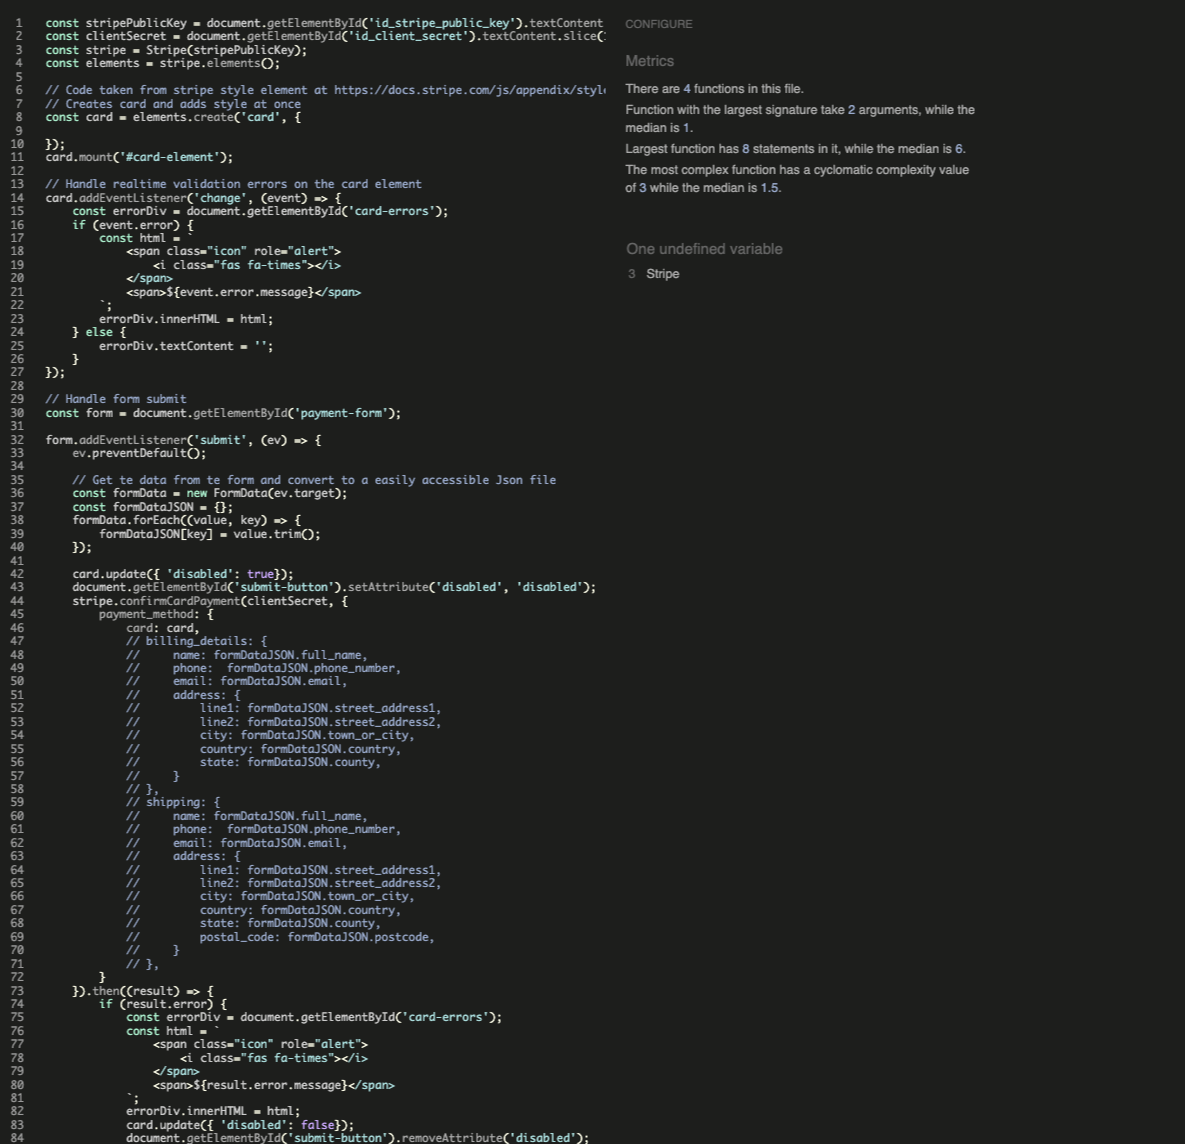 1 const stripePublicKey = document.getElementById('id_stripe_public_key').textContent
2 const clientSecret = document.getElementById('id_client_secret').textContent.slice(
3 const stripe = Stripe(stripePublicKey);
4 const elements = stripe.elements();
5
6 // Code taken from stripe style element at https://docs.stripe.com/js/appendix/style
7 // Creates card and adds style at once
8 const card = elements.create('card', {
9
10 });
11 card.mount('#card-element');
12
13 // Handle realtime validation errors on the card element
14 card.addEventListener('change', (event) => {
15     const errorDiv = document.getElementById('card-errors');
16     if (event.error) {
17         const html = `
18             <span class="icon" role="alert">
19                 <i class="fas fa-times"></i>
20             </span>
21             <span>${event.error.message}</span>
22         `;
23         errorDiv.innerHTML = html;
24     } else {
25         errorDiv.textContent = '';
26     }
27 });
28
29 // Handle form submit
30 const form = document.getElementById('payment-form');
31
32 form.addEventListener('submit', (ev) => {
33     ev.preventDefault();
34
35     // Get te data from te form and convert to a easily accessible Json file
36     const formData = new FormData(ev.target);
37     const formDataJSON = {};
38     formData.forEach((value, key) => {
39         formDataJSON[key] = value.trim();
40     });
41
42     card.update({ 'disabled': true});
43     document.getElementById('submit-button').setAttribute('disabled', 'disabled');
44     stripe.confirmCardPayment(clientSecret, {
45         payment_method: {
46             card: card,
47             // billing_details: {
48             //     name: formDataJSON.full_name,
49             //     phone:  formDataJSON.phone_number,
50             //     email: formDataJSON.email,
51             //     address: {
52             //         line1: formDataJSON.street_address1,
53             //         line2: formDataJSON.street_address2,
54             //         city: formDataJSON.town_or_city,
55             //         country: formDataJSON.country,
56             //         state: formDataJSON.county,
57             //     }
58             // },
59             // shipping: {
60             //     name: formDataJSON.full_name,
61             //     phone:  formDataJSON.phone_number,
62             //     email: formDataJSON.email,
63             //     address: {
64             //         line1: formDataJSON.street_address1,
65             //         line2: formDataJSON.street_address2,
66             //         city: formDataJSON.town_or_city,
67             //         country: formDataJSON.country,
68             //         state: formDataJSON.county,
69             //         postal_code: formDataJSON.postcode,
70             //     }
71             // },
72         }
73     }).then((result) => {
74         if (result.error) {
75             const errorDiv = document.getElementById('card-errors');
76             const html = `
77                 <span class="icon" role="alert">
78                     <i class="fas fa-times"></i>
79                 </span>
80                 <span>${result.error.message}</span>
81             `;
82             errorDiv.innerHTML = html;
83             card.update({ 'disabled': false});
84             document.getElementById('submit-button').removeAttribute('disabled');
CONFIGURE
Metrics
There are 4 functions in this file.
Function with the largest signature take 2 arguments, while the
median is 1.
Largest function has 8 statements in it, while the median is 6.
The most complex function has a cyclomatic complexity value
of 3 while the median is 1.5.
One undefined variable
3 Stripe